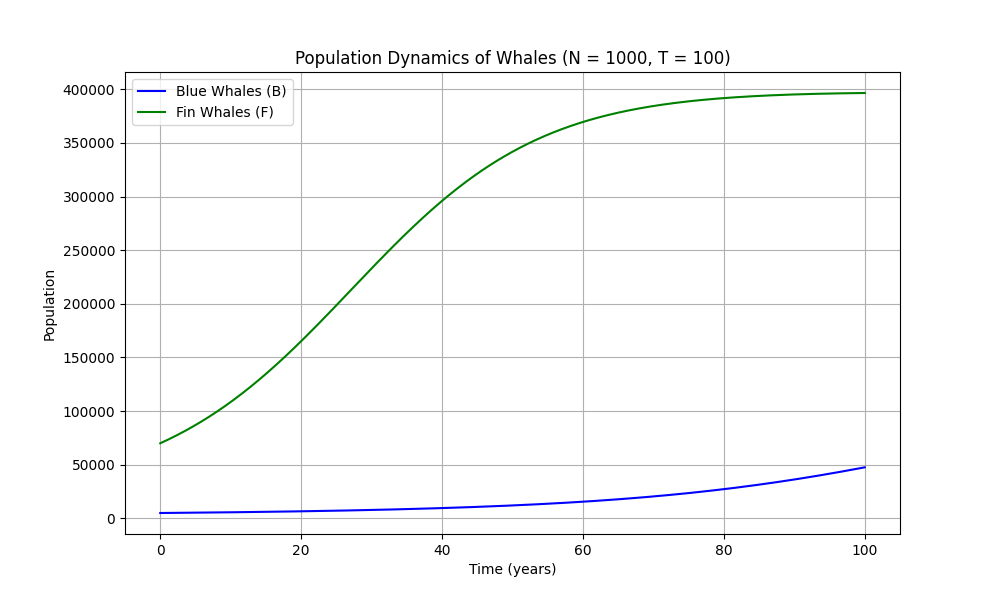 Population Dynamics of Whales (N = 1000, T = 100)
Blue Whales (B)
Fin Whales (F)
400000
350000
300000
250000
200000
150000
100000
50000
0
Population
0 20 40 60 80 100
Time (years)